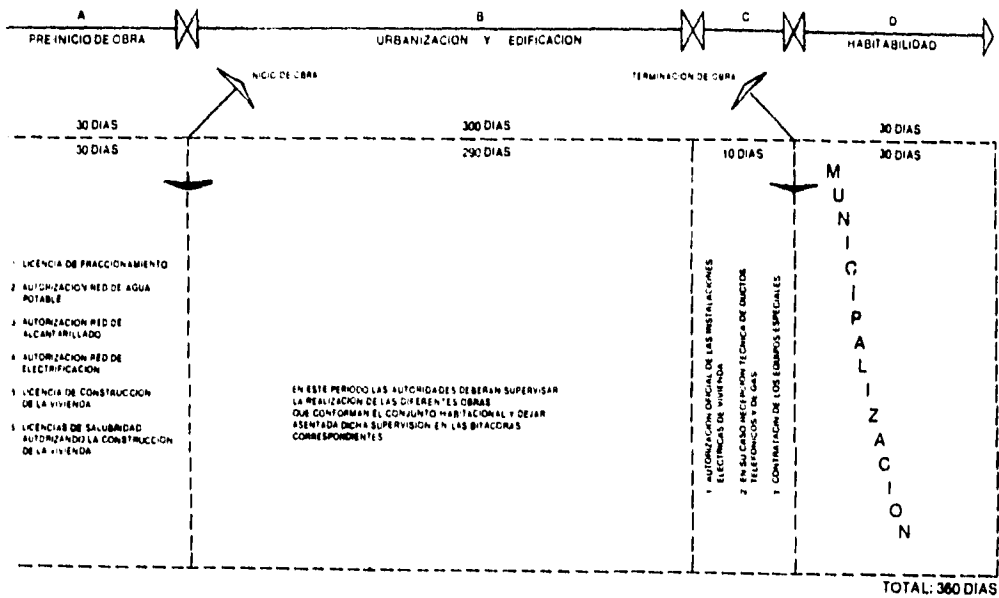 A
B
C
D
PRE-INICIO DE OBRA
URBANIZACION Y EDIFICACION
HABITABILIDAD
INICIO DE OBRA
TERMINACION DE OBRA
30 DIAS
300 DIAS
30 DIAS
30 DIAS
290 DIAS
10 DIAS
30 DIAS
1 LICENCIA DE FRACCIONAMIENTO
2 AUTORIZACION RED DE AGUA
POTABLE
3 AUTORIZACION RED DE
ALCANTARILLADO
4 AUTORIZACION RED DE
ELECTRIFICACION
5 LICENCIA DE CONSTRUCCION
DE LA VIVIENDA
6 LICENCIAS DE SALUBRIDAD
AUTORIZANDO LA CONSTRUCCION
DE LA VIVIENDA
EN ESTE PERIODO LAS AUTORIDADES DEBERAN SUPERVISAR
LA REALIZACION DE LAS DIFERENTES OBRAS
QUE CONFORMAN EL CONJUNTO HABITACIONAL Y DEJAR
ASENTADA DICHA SUPERVISION EN LAS BITACORAS
CORRESPONDIENTES
1 AUTORIZACION OFICIAL DE LAS INSTALACIONES
ELECTRICAS DE VIVIENDA
2 EN SU CASO RECEPCION TECNICA DE DUCTOS
TELEFONICOS Y DE GAS
3 CONTRATACIN DE LOS EQUIPOS ESPECIALES
MUNICIPALIZACION
TOTAL: 360 DIAS